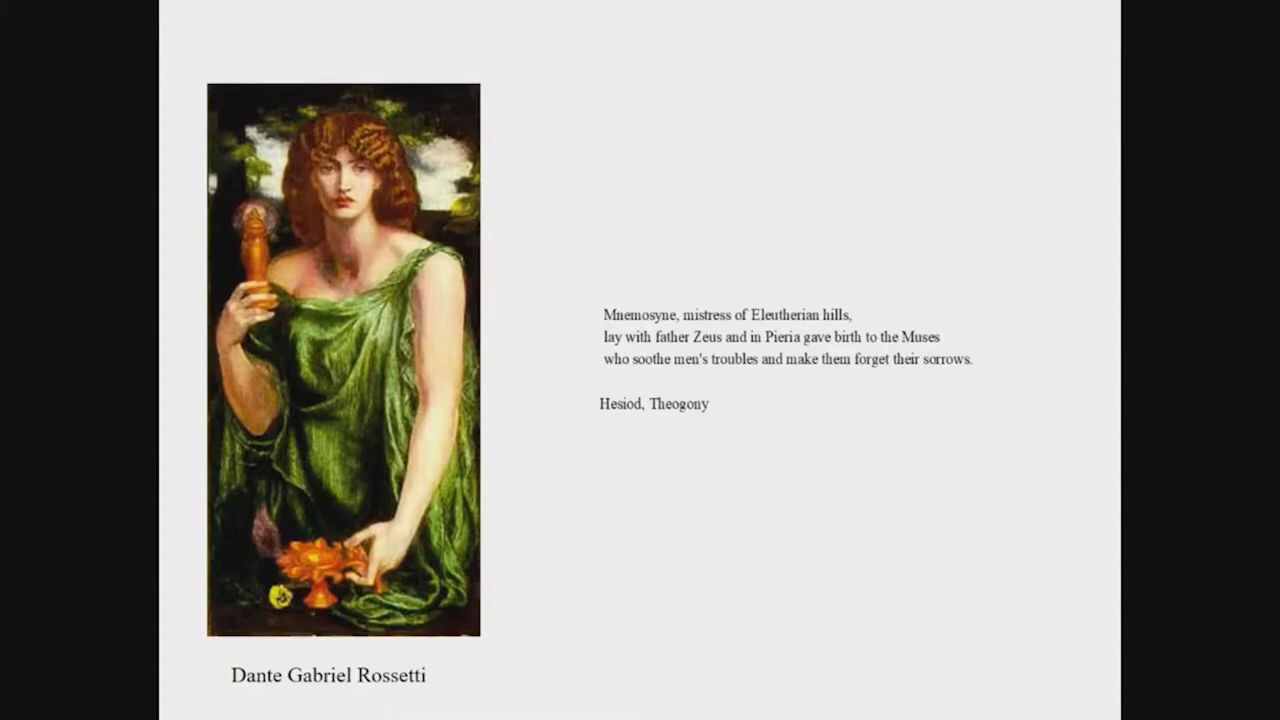 Mnemosyne, mistress of Eleutherian hills,
lay with father Zeus and in Pieria gave birth to the Muses
who soothe men's troubles and make them forget their sorrows.
Hesiod, Theogony
Dante Gabriel Rossetti